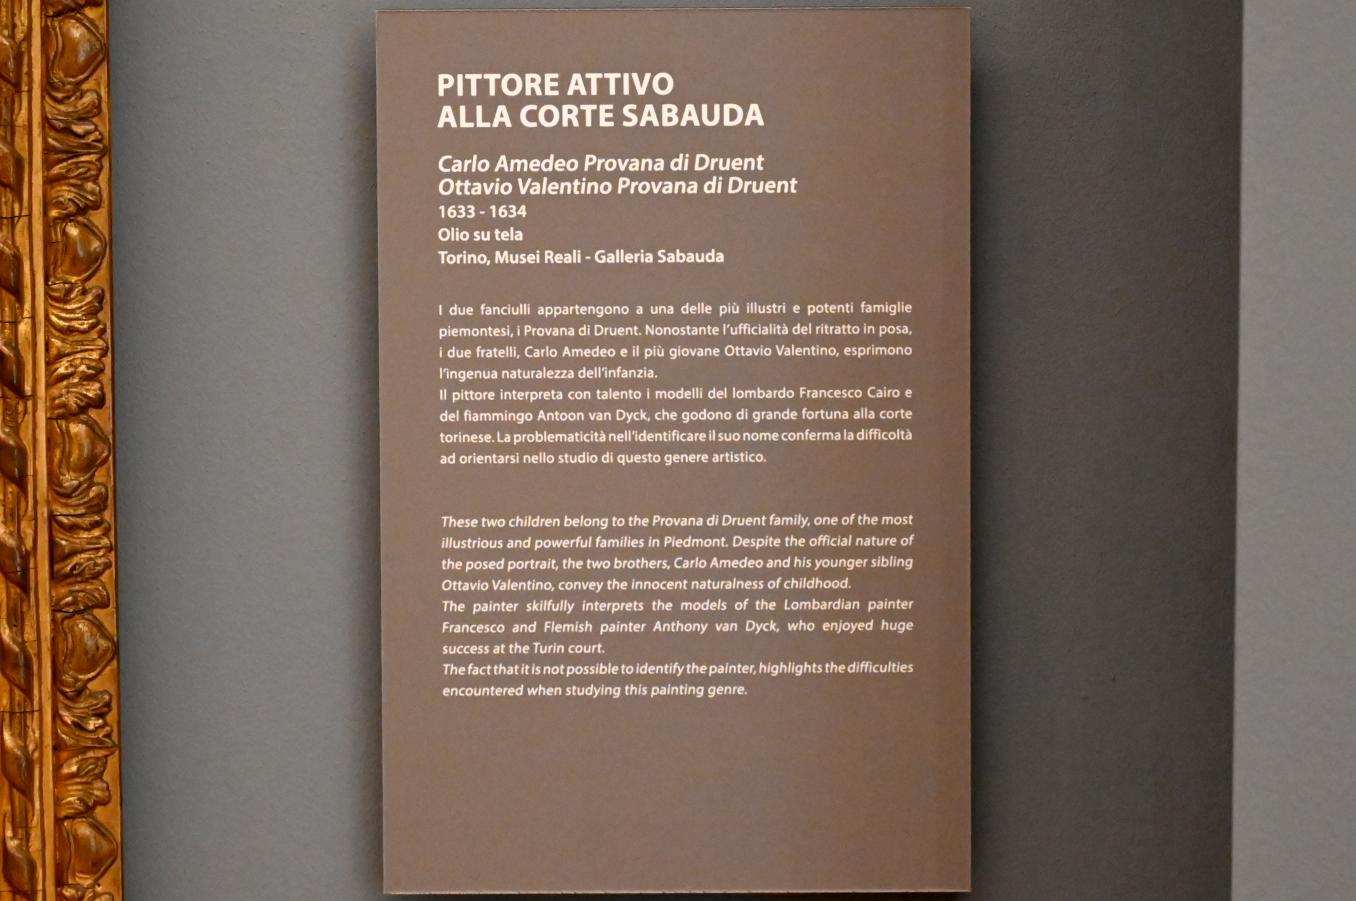 PITTORE ATTIVO
ALLA CORTE SABAUDA
Carlo Amedeo Provana di Druent
Ottavio Valentino Provana di Druent
1633 - 1634
Olio su tela
Torino, Musei Reali - Galleria Sabauda
I due fanciulli appartengono a una delle più illustri e potenti famiglie
piemontesi, i Provana di Druent. Nonostante l'ufficialità del ritratto in posa,
i due fratelli, Carlo Amedeo e il più giovane Ottavio Valentino, esprimono
l'ingenua naturalezza dell'infanzia.
Il pittore interpreta con talento i modelli del lombardo Francesco Cairo e
del fiammingo Antoon van Dyck, che godono di grande fortuna alla corte
torinese. La problematicità nell'identificare il suo nome conferma la difficoltà
ad orientarsi nello studio di questo genere artistico.
These two children belong to the Provana di Druent family, one of the most
illustrious and powerful families in Piedmont. Despite the official nature of
the posed portrait, the two brothers, Carlo Amedeo and his younger sibling
Ottavio Valentino, convey the innocent naturalness of childhood.
The painter skilfully interprets the models of the Lombardian painter
Francesco and Flemish painter Anthony van Dyck, who enjoyed huge
success at the Turin court.
The fact that it is not possible to identify the painter, highlights the difficulties
encountered when studying this painting genre.